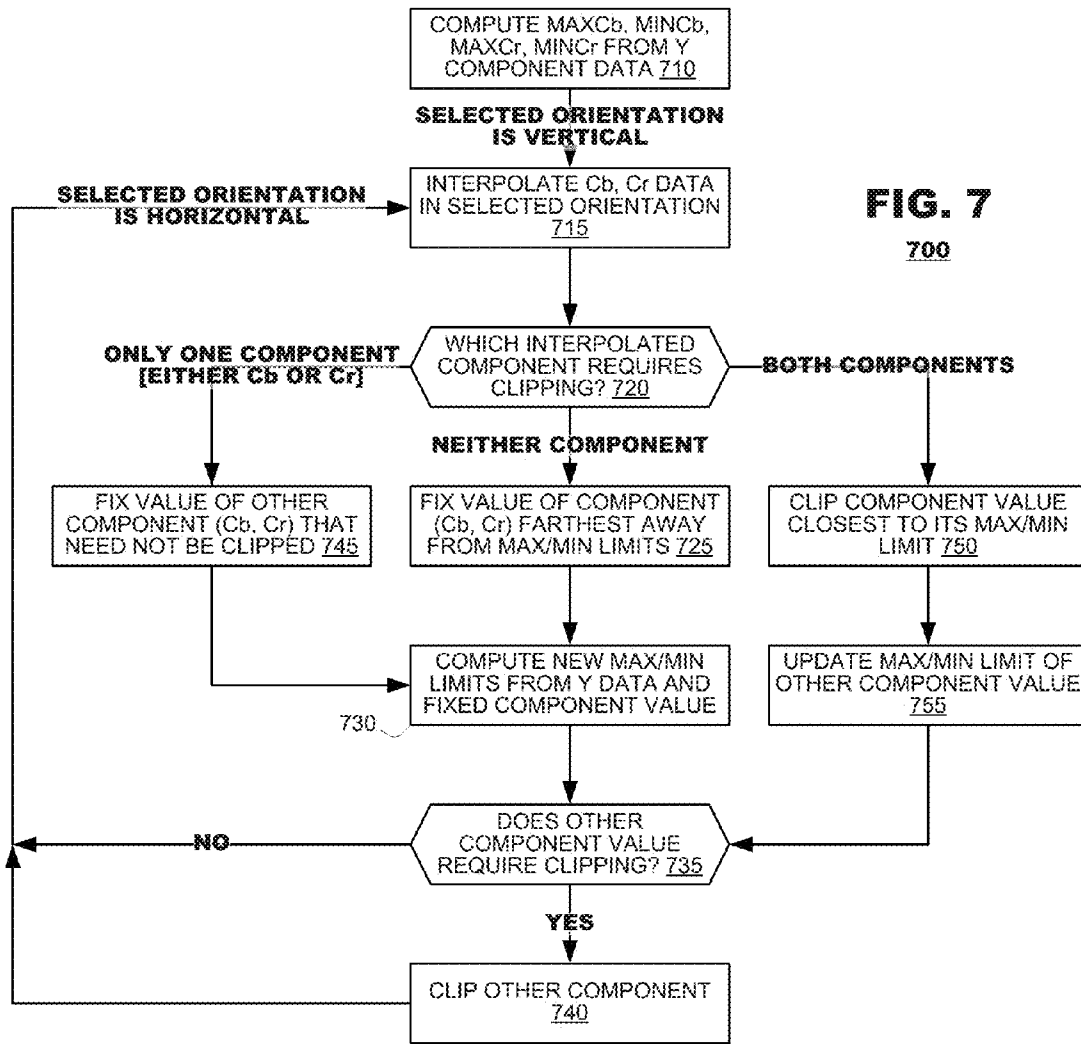 COMPUTE MAXCb, MINCb,
MAXCr, MINCr FROM Y
COMPONENT DATA 710
SELECTED ORIENTATION
IS VERTICAL
SELECTED ORIENTATION
IS HORIZONTAL
INTERPOLATE Cb, Cr DATA
IN SELECTED ORIENTATION
715
FIG. 7
700
ONLY ONE COMPONENT
[EITHER Cb OR Cr]
WHICH INTERPOLATED
COMPONENT REQUIRES
CLIPPING? 720
BOTH COMPONENTS
NEITHER COMPONENT
FIX VALUE OF OTHER
COMPONENT (Cb, Cr) THAT
NEED NOT BE CLIPPED 745
FIX VALUE OF COMPONENT
(Cb, Cr) FARTHEST AWAY
FROM MAX/MIN LIMITS 725
CLIP COMPONENT VALUE
CLOSEST TO ITS MAX/MIN
LIMIT 750
COMPUTE NEW MAX/MIN
LIMITS FROM Y DATA AND
FIXED COMPONENT VALUE
730
UPDATE MAX/MIN LIMIT OF
OTHER COMPONENT VALUE
755
DOES OTHER
COMPONENT VALUE
REQUIRE CLIPPING? 735
NO
YES
CLIP OTHER COMPONENT
740